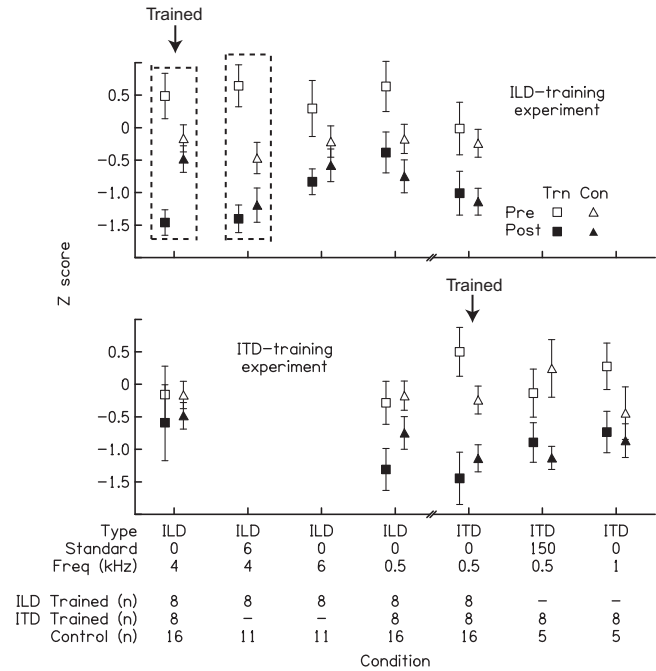 Trained
0.5
0
−0.5
−1.0
−1.5
ILD−training
experiment
Trn Con
Pre
Post
Z score
Trained
0.5
0
−0.5
−1.0
−1.5
ITD−training
experiment
Type ILD ILD ILD ILD ITD ITD ITD
Standard 0 6 0 0 0 150 0
Freq (kHz) 4 4 6 0.5 0.5 0.5 1
ILD Trained (n) 8 8 8 8 8 − −
ITD Trained (n) 8 − − 8 8 8 8
Control (n) 16 11 11 16 16 5 5
Condition